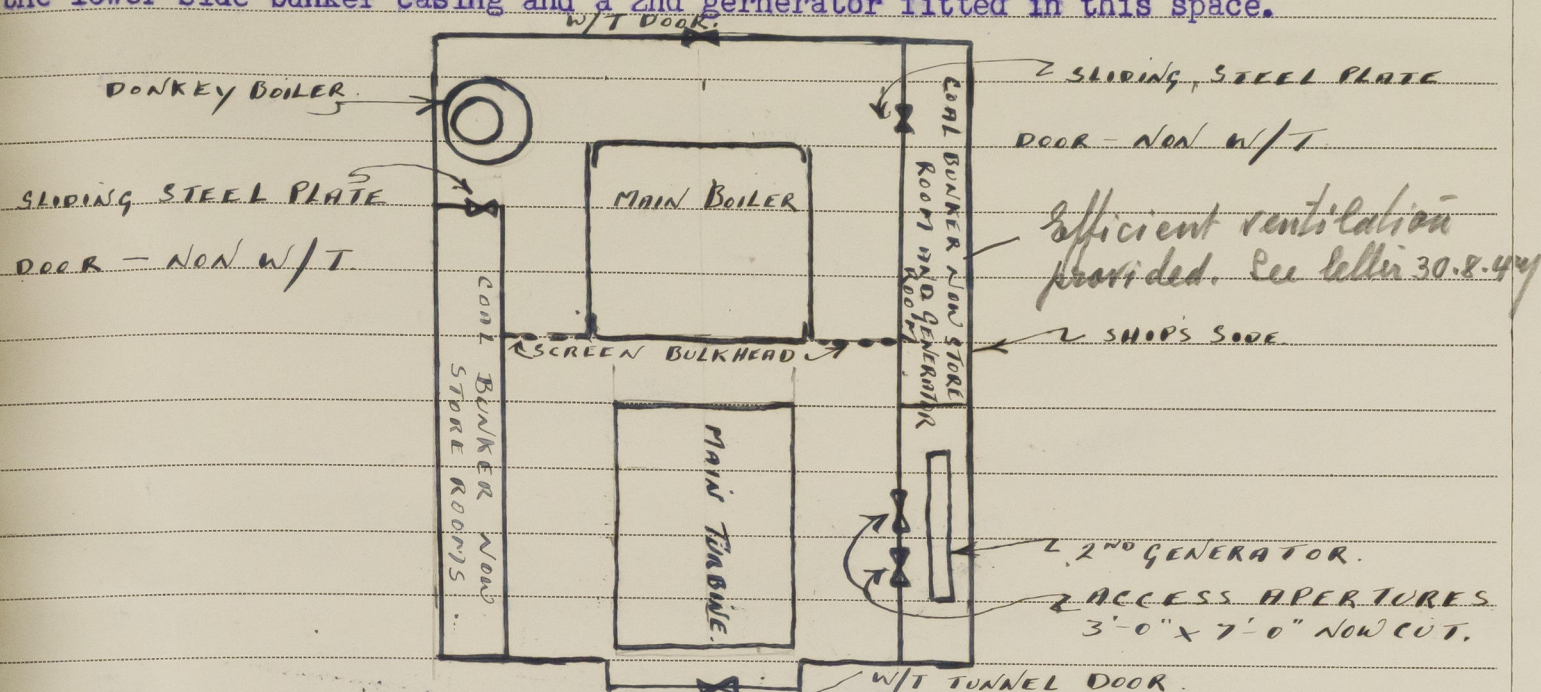 the lower side bunker casing and a 2nd gernerator fitted in this space.
W/T DOOR.
DONKEY BOILER.
SLIDING STEEL PLATE
DOOR - NON W/T.
MAIN BOILER
SLIDING STEEL PLATE
DOOR - NON W/T
COAL BUNKER NOW STORE
ROOM AND GENERATOR
ROOM
Efficient ventilation
provided. See letter 30.8.
SHIPS SIDE
SCREEN BULKHEAD
COAL BUNKER NOW
STORE ROOMS.
MAIN TURBINE.
2ND GENERATOR.
ACCESS APERTURES
3'-0" x 7'-0" NOW CUT.
W/T TUNNEL DOOR.